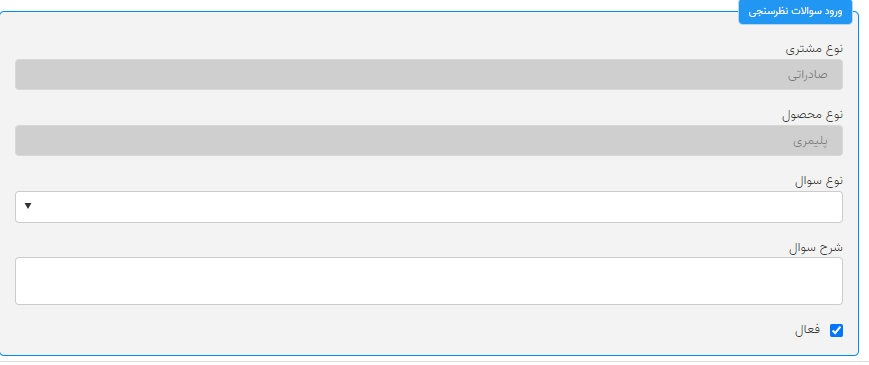 ورود سوالات نظرسنجی
نوع مشتری
صادراتی
نوع محصول
پلیمری
نوع سوال
شرح سوال
فعال